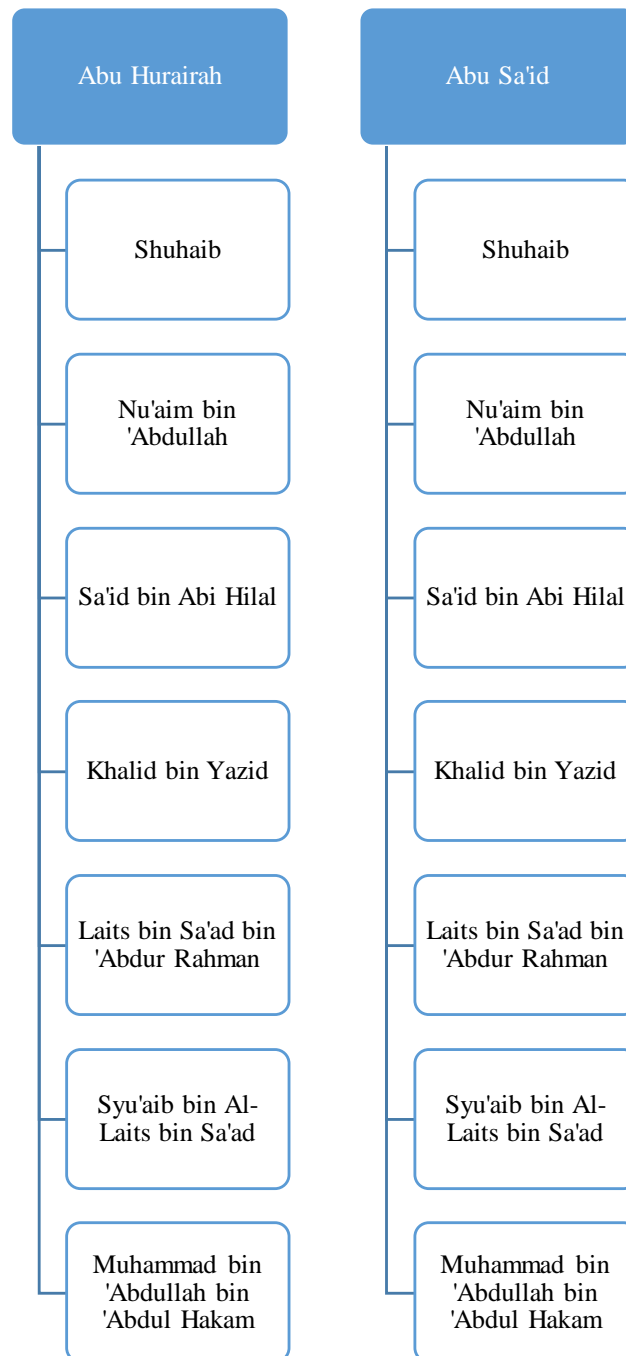 Abu Hurairah
Shuhaib
Nu'aim bin
'Abdullah
Sa'id bin Abi Hilal
Khalid bin Yazid
Laits bin Sa'ad bin
'Abdur Rahman
Syu'aib bin Al-
Laits bin Sa'ad
Muhammad bin
'Abdullah bin
'Abdul Hakam
Abu Sa'id
Shuhaib
Nu'aim bin
'Abdullah
Sa'id bin Abi Hilal
Khalid bin Yazid
Laits bin Sa'ad bin
'Abdur Rahman
Syu'aib bin Al-
Laits bin Sa'ad
Muhammad bin
'Abdullah bin
'Abdul Hakam